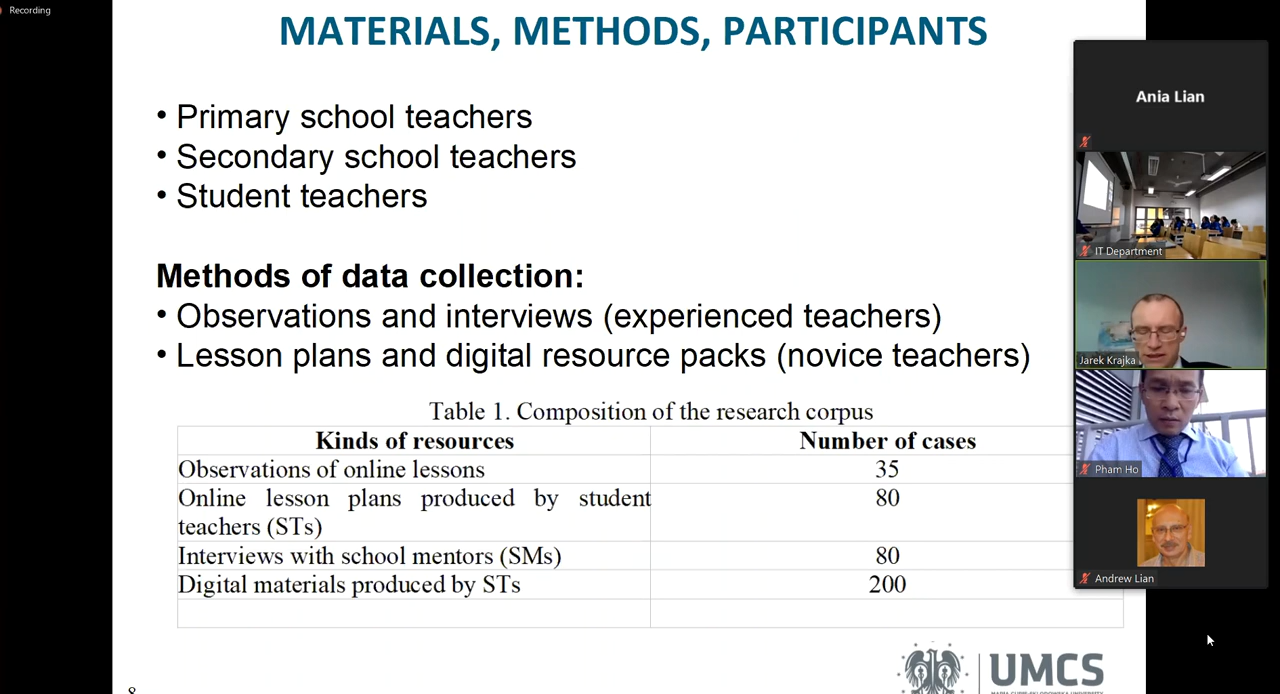 Recording
MATERIALS, METHODS, PARTICIPANTS
• Primary school teachers
• Secondary school teachers
• Student teachers
Methods of data collection:
• Observations and interviews (experienced teachers)
• Lesson plans and digital resource packs (novice teachers)
Table 1. Composition of the research corpus
Kinds of resources Number of cases
Observations of online lessons 35
Online lesson plans produced by student 80
teachers (STs)
Interviews with school mentors (SMs) 80
Digital materials produced by STs 200
8
UMCS
Ania Lian
IT Department
Jarek Krajka
Pham Ho
Andrew Lian